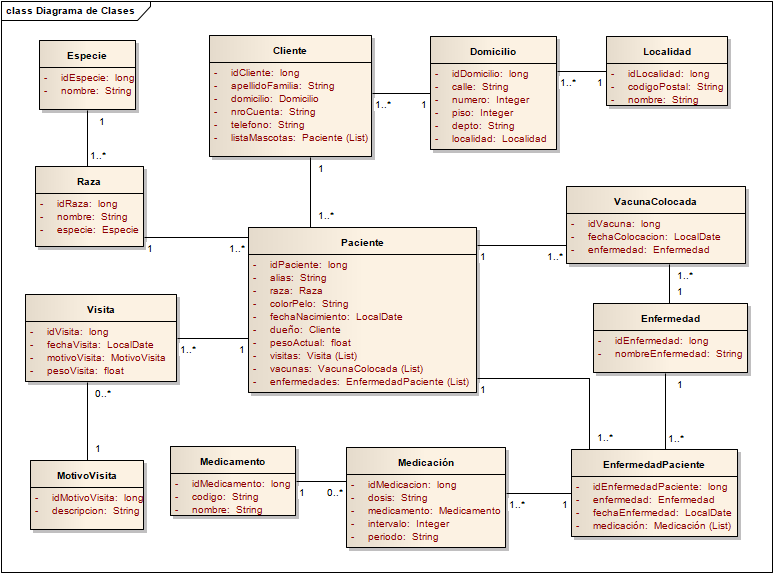 class Diagrama de Clases
Especie
- idEspecie: long
- nombre: String
Cliente
- idCliente: long
- apellidoFamilia: String
- domicilio: Domicilio
- nroCuenta: String
- telefono: String
- listaMascotas: Paciente (List)
Domicilio
- idDomicilio: long
- calle: String
- numero: Integer
- piso: Integer
- depto: String
- localidad: Localidad
Localidad
- idLocalidad: long
- codigoPostal: String
- nombre: String
1..*
1
1..*
1
1
1..*
1
1..*
Raza
- idRaza: long
- nombre: String
- especie: Especie
1
1..*
Paciente
- idPaciente: long
- alias: String
- raza: Raza
- colorPelo: String
- fechaNacimiento: LocalDate
- dueño: Cliente
- pesoActual: float
- visitas: Visita (List)
- vacunas: VacunaColocada (List)
- enfermedades: EnfermedadPaciente (List)
VacunaColocada
- idVacuna: long
- fechaColocacion: LocalDate
- enfermedad: Enfermedad
1
1..*
1..*
1
Visita
- idVisita: long
- fechaVisita: LocalDate
- motivoVisita: MotivoVisita
- pesoVisita: float
1..*
1
Enfermedad
- idEnfermedad: long
- nombreEnfermedad: String
0..*
1
1
1
1..*
1..*
MotivoVisita
- idMotivoVisita: long
- descripcion: String
Medicamento
- idMedicamento: long
- codigo: String
- nombre: String
1
0..*
Medicación
- idMedicacion: long
- dosis: String
- medicamento: Medicamento
- intervalo: Integer
- periodo: String
1..*
1
EnfermedadPaciente
- idEnfermedadPaciente: long
- enfermedad: Enfermedad
- fechaEnfermedad: LocalDate
- medicación: Medicación (List)